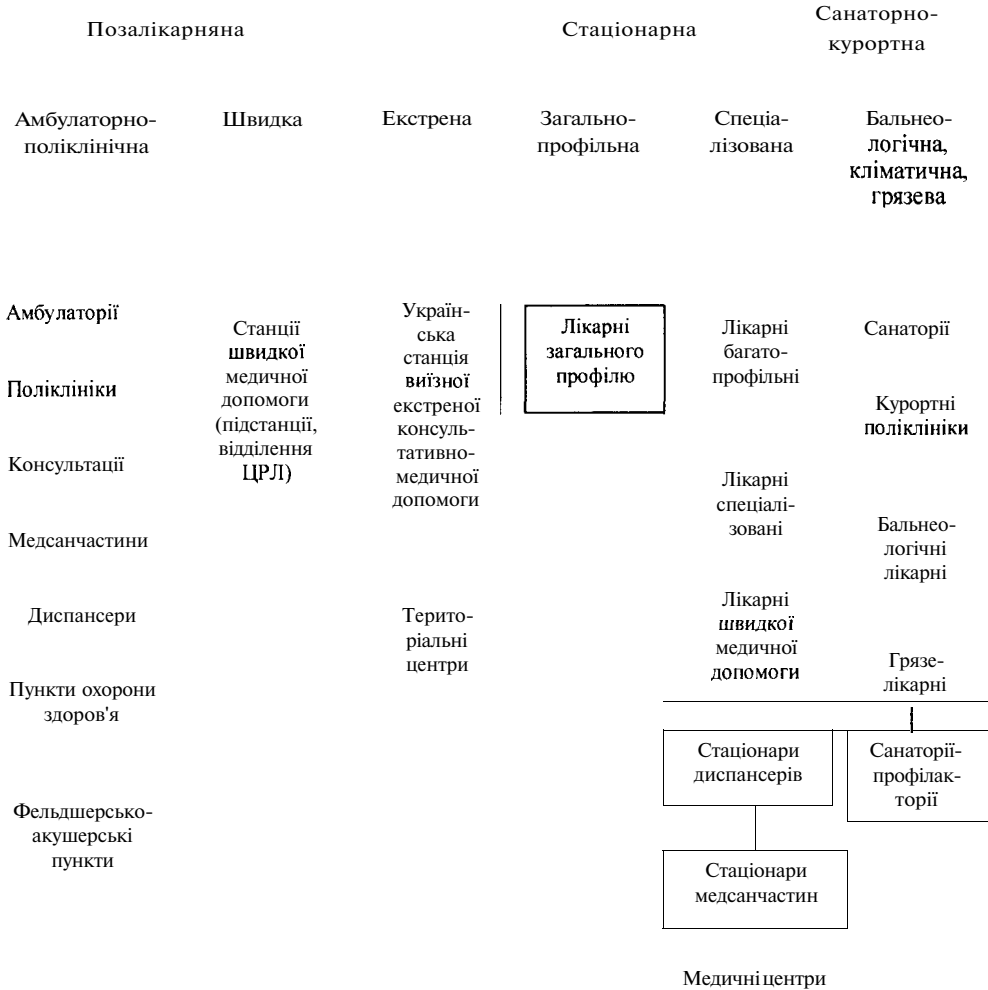 Позалікарняна
Стаціонарна
Санаторно-
курортна
Амбулаторно-
поліклінічна
Швидка
Екстрена
Загально-
профільна
Спеціа-
лізована
Бальнео-
логічна,
кліматична,
грязева
Амбулаторії
Поліклініки
Консультації
Медсанчастини
Диспансери
Пункти охорони
здоров'я
Фельдшерсько-
акушерські
пункти
Станції
швидкої
медичної
допомоги
(підстанції,
відділення
ЦРЛ)
Україн-
ська
станція
виїзної
екстреної
консуль-
тативно-
медичної
допомоги
Терито-
ріальні
центри
Лікарні
загального
профілю
Лікарні
багато-
профільні
Лікарні
спеціалі-
зовані
Лікарні
швидкої
медичної
допомоги
Стаціонари
диспансерів
Стаціонари
медсанчастин
Медичні центри
Санаторії
Курортні
поліклініки
Бальнео-
логічні
лікарні
Грязе-
лікарні
Санаторії-
профілак-
торії